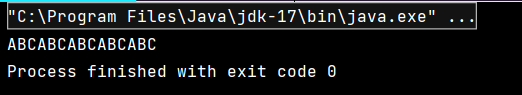 "C:\Program Files\Java\jdk-17\bin\java.exe" ...
ABCABCABCABCABC
Process finished with exit code 0